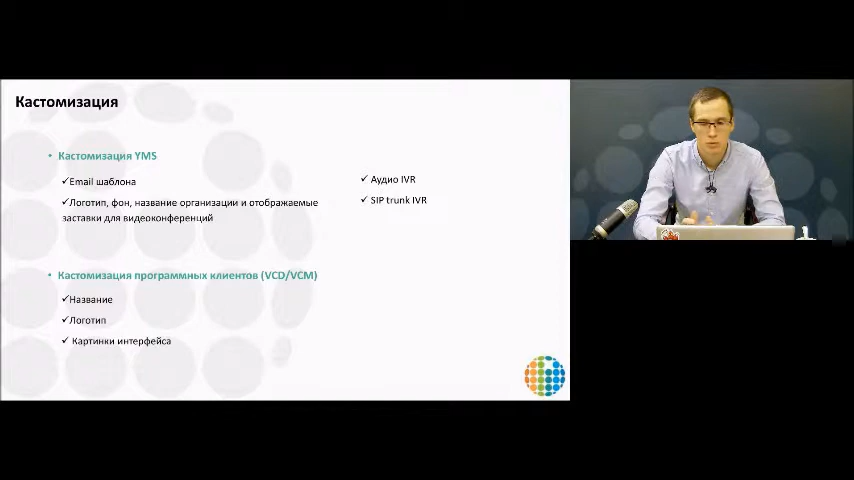 Кастомизация
• Кастомизация YMS
✓Email шаблона
✓Логотип, фон, название организации и отображаемые
заставки для видеоконференций
✓ Аудио IVR
✓ SIP trunk IVR
• Кастомизация программных клиентов (VCD/VCM)
✓Название
✓Логотип
✓ Картинки интерфейса